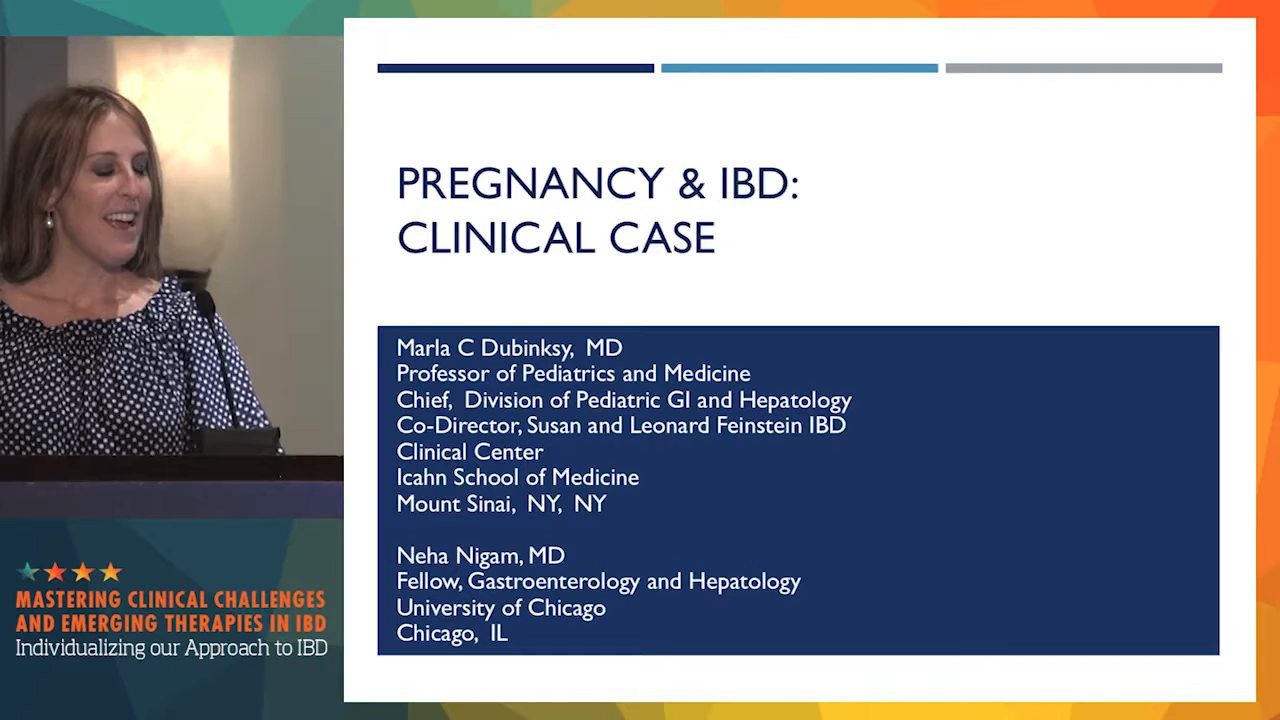 PREGNANCY & IBD:
CLINICAL CASE
Marla C Dubinksy, MD
Professor of Pediatrics and Medicine
Chief, Division of Pediatric GI and Hepatology
Co-Director, Susan and Leonard Feinstein IBD
Clinical Center
Icahn School of Medicine
Mount Sinai, NY, NY
Neha Nigam, MD
Fellow, Gastroenterology and Hepatology
University of Chicago
Chicago, IL
MASTERING CLINICAL CHALLENGES
AND EMERGING THERAPIES IN IBD
Individualizing our Approach to IBD